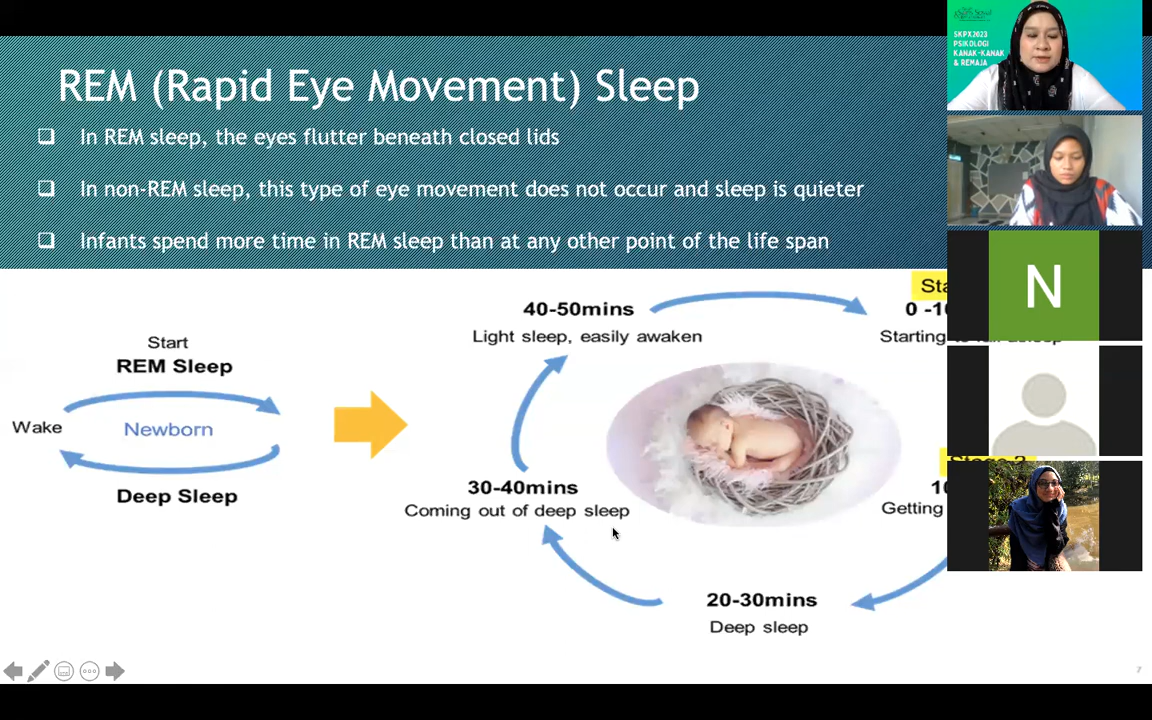 REM (Rapid Eye Movement) Sleep
In REM sleep, the eyes flutter beneath closed lids
In non-REM sleep, this type of eye movement does not occur and sleep is quieter
Infants spend more time in REM sleep than at any other point of the life span
Start
REM Sleep
Wake
Newborn
Deep Sleep
40-50mins
Light sleep, easily awaken
Starting
30-40mins
Coming out of deep sleep
Getting
20-30mins
Deep sleep
7
SKPX2023
PSIKOLOGI
KANAK-KANAK
& REMAJA
N